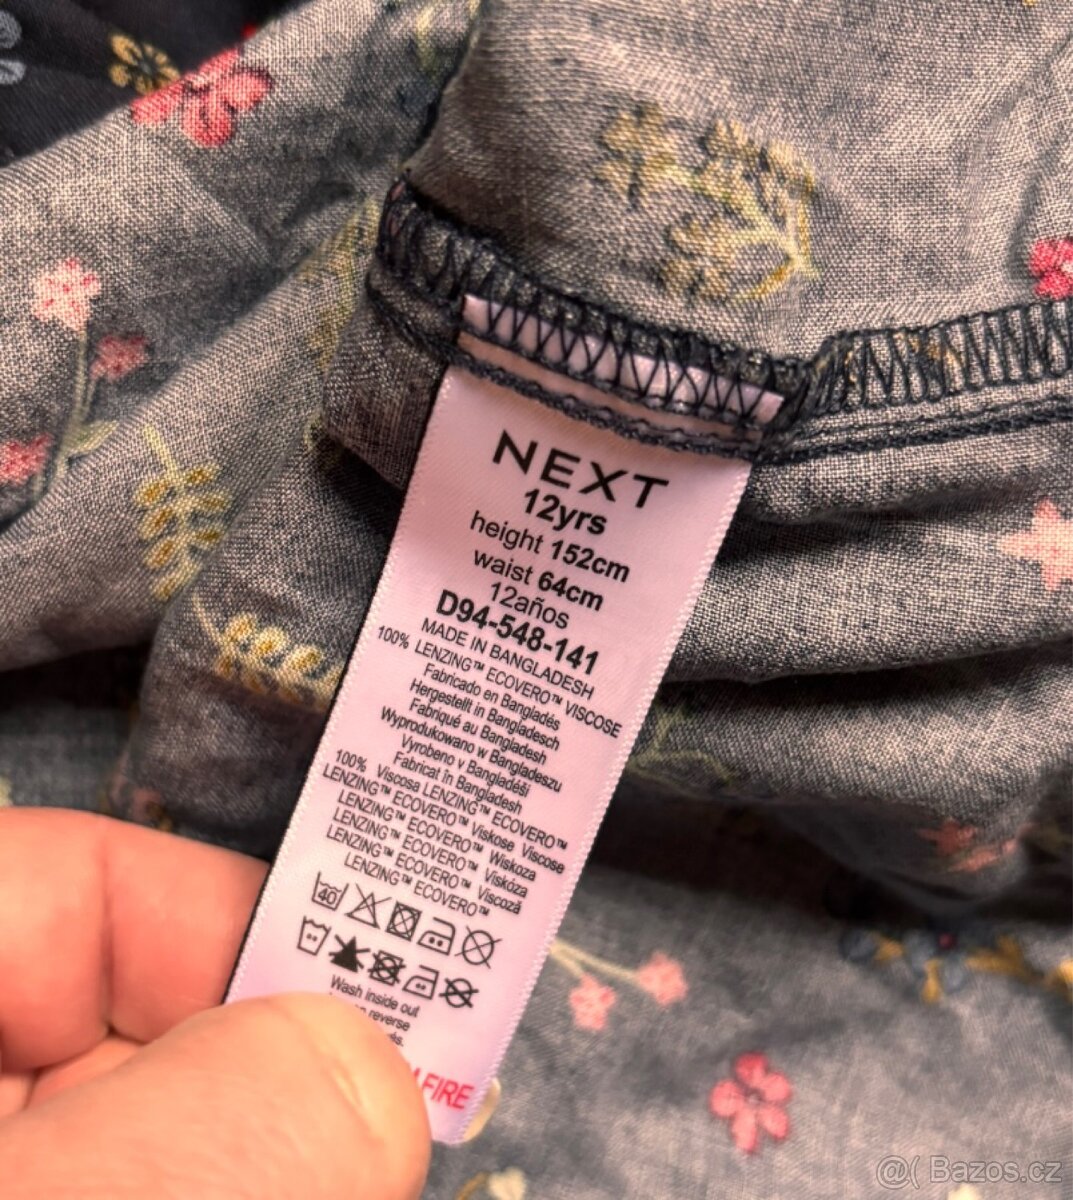 NEXT
12yrs
height 152cm
waist 64cm
12años
D94-548-141
MADE IN BANGLADESH
100% LENZING™ ECOVERO™ VISCOSE
Fabricado en Bangladés
Hergestellt in Bangladesch
Fabriqué au Bangladesh
Wyprodukowano w Bangladeszu
Vyrobeno v Bangladéši
Fabricat în Bangladesh
100% Viscosa LENZING™ ECOVERO™
LENZING™ ECOVERO™ Viskose Viscose
LENZING™ ECOVERO™ Wiskoza
LENZING™ ECOVERO™ Viskóza
LENZING™ ECOVERO™ Viscoză
LENZING™ ECOVERO™
40
Wash inside out
reverse
FIRE
@( Bazos.cz